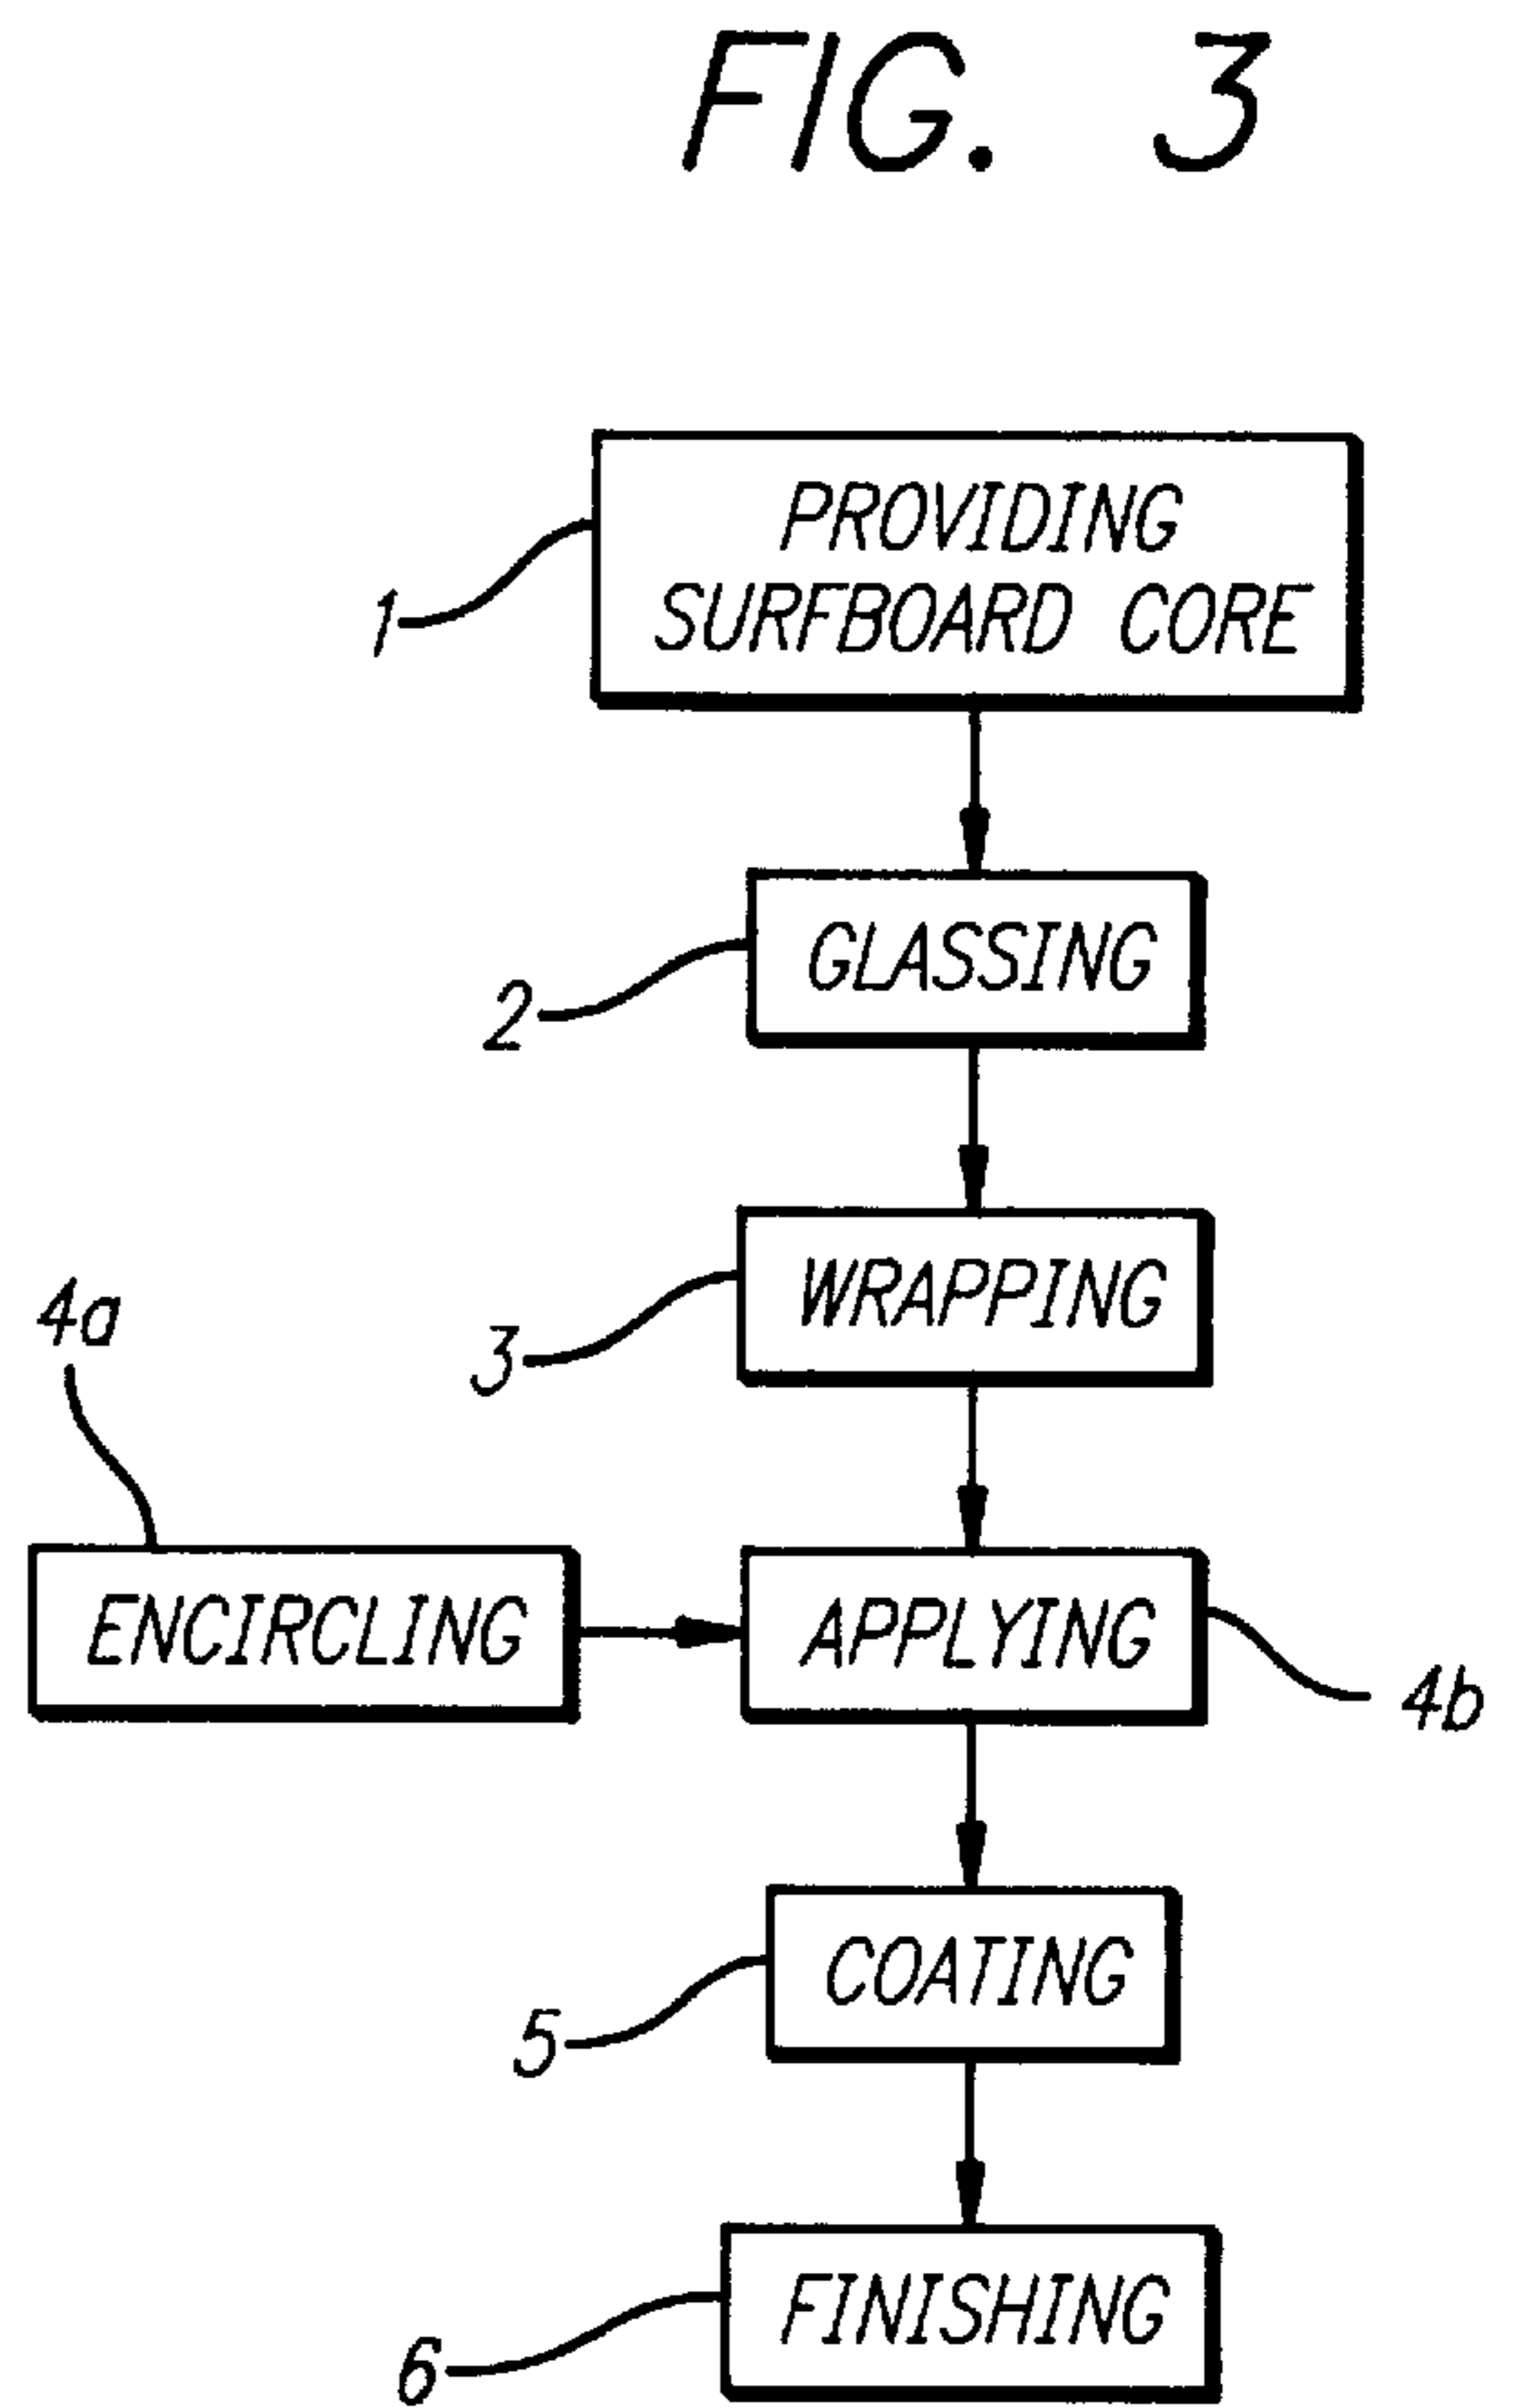 FIG. 3
PROVIDING
SURFBOARD CORE
1
GLASSING
2
WRAPPING
3
4a
ENCIRCLING
APPLYING
4b
COATING
5
FINISHING
6